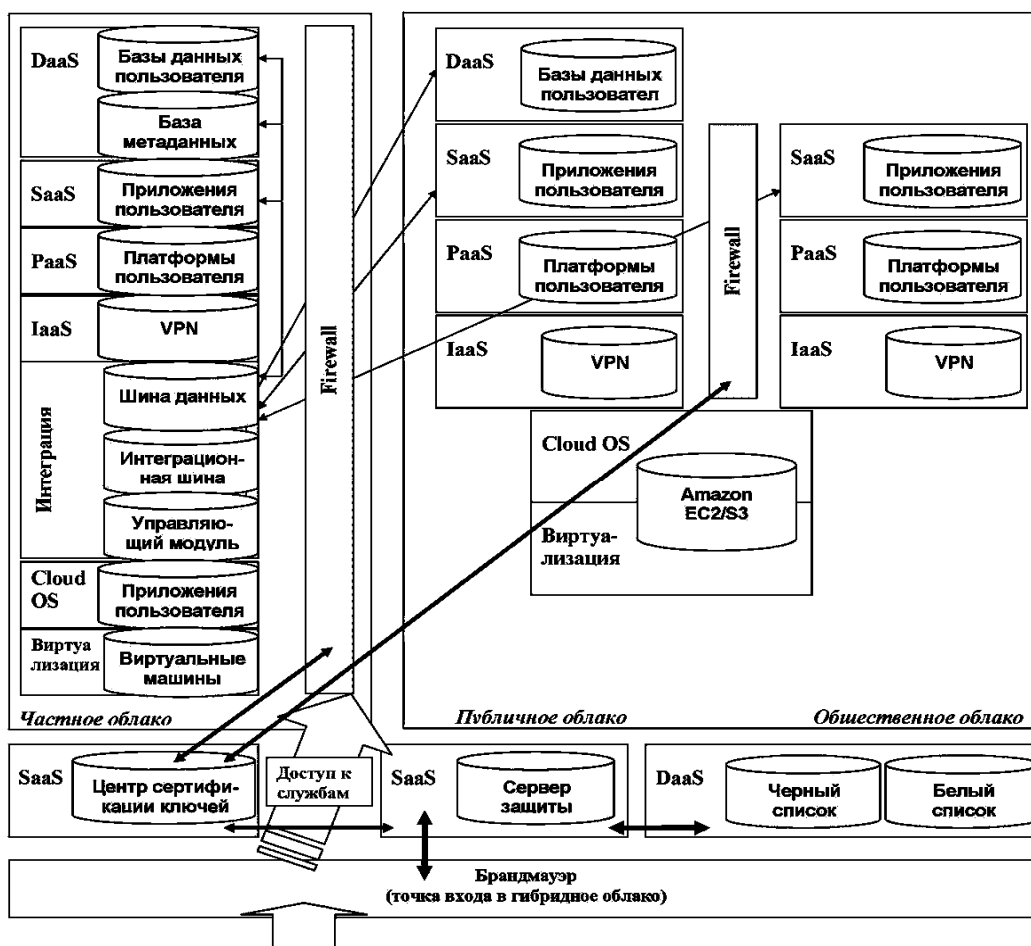 DaaS
Базы данных
пользователя
База
метаданных
SaaS
Приложения
пользователя
PaaS
Платформы
пользователя
IaaS
VPN
Интеграция
Шина данных
Интеграцион-
ная шина
Управляю-
щий модуль
Cloud
OS
Приложения
пользователя
Виртуа
лизация
Виртуальные
машины
Частное облако
Firewall
DaaS
Базы данных
пользовател
SaaS
Приложения
пользователя
PaaS
Платформы
пользователя
IaaS
VPN
Firewall
SaaS
Приложения
пользователя
PaaS
Платформы
пользователя
IaaS
VPN
Cloud OS
Amazon
EC2/S3
Виртуа-
лизация
Публичное облако
Обшественное облако
SaaS
Центр сертифи-
кации ключей
Доступ к
службам
SaaS
Сервер
защиты
DaaS
Черный
список
Белый
список
Брандмауэр
(точка входа в гибридное облако)